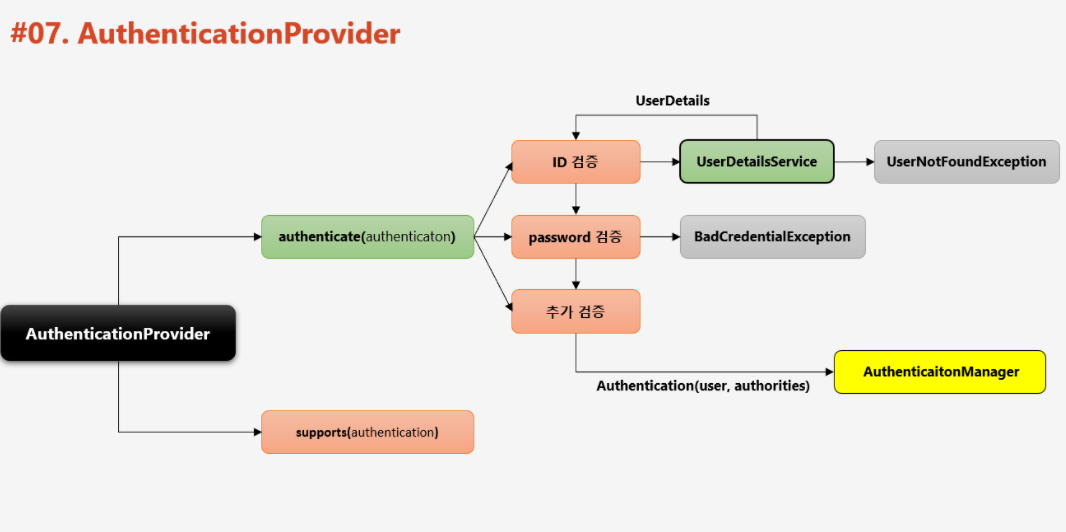 #07. AuthenticationProvider
UserDetails
ID 검증
UserDetailsService
UserNotFoundException
authenticate(authenticaton)
password 검증
BadCredentialException
추가 검증
AuthenticationProvider
AuthenticaitonManager
Authentication(user, authorities)
supports(authentication)